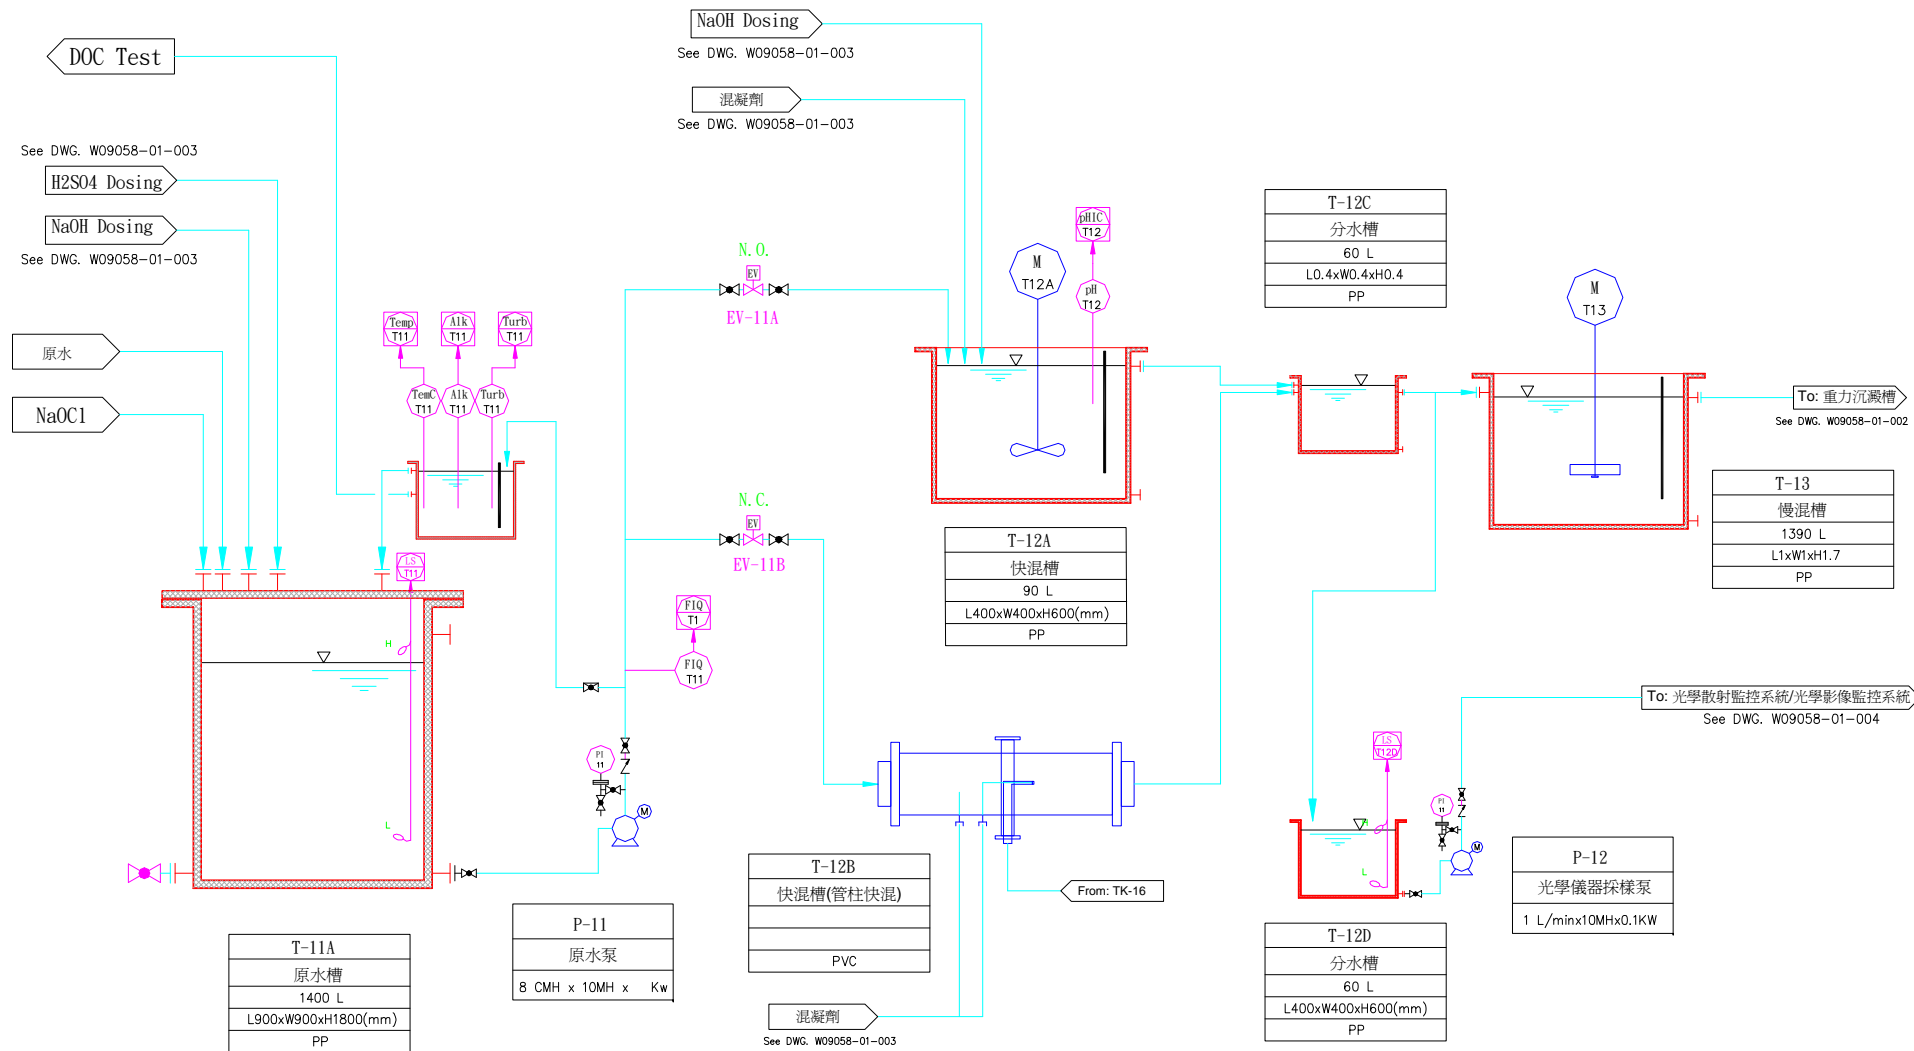 DOC Test
See DWG. W09058-01-003
H2SO4 Dosing
NaOH Dosing
See DWG. W09058-01-003
原水
NaOCl
NaOH Dosing
See DWG. W09058-01-003
混凝劑
See DWG. W09058-01-003
Temp
T11
Alk
T11
Turb
T11
TemC
T11
Alk
T11
Turb
T11
LS
T11
H
L
N.O.
EV
EV-11A
N.C.
EV
EV-11B
FIQ
T1
FIQ
T11
PI
11
M
M
T12A
pHIC
T12
pH
T12
T-12A
快混槽
90 L
L400xW400xH600(mm)
PP
T-12C
分水槽
60 L
L0.4xW0.4xH0.4
PP
M
T13
To: 重力沉澱槽
See DWG. W09058-01-002
T-13
慢混槽
1390 L
L1xW1xH1.7
PP
To: 光學散射監控系統/光學影像監控系統
See DWG. W09058-01-004
LS
T12D
H
L
PI
11
M
P-12
光學儀器採樣泵
1 L/minx10MHx0.1KW
T-12D
分水槽
60 L
L400xW400xH600(mm)
PP
From: TK-16
T-12B
快混槽(管柱快混)
PVC
混凝劑
See DWG. W09058-01-003
P-11
原水泵
8 CMH x 10MH x Kw
T-11A
原水槽
1400 L
L900xW900xH1800(mm)
PP